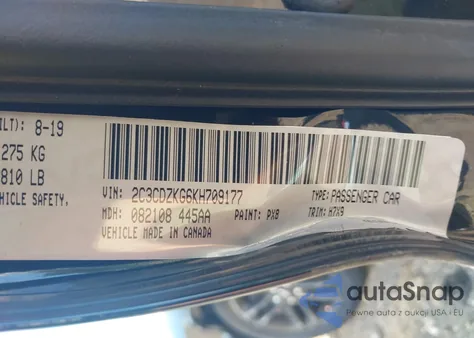 ILT): 8-19
275 KG
810 LB
HICLE SAFETY.
VIN: 2C3CDZKG6KH709177
TYPE: PASSENGER CAR
MDH: 082108 445AA
PAINT: PX8
TRIM: H7X9
VEHICLE MADE IN CANADA
autoSnap
Pewne auta z aukcji USA i EU